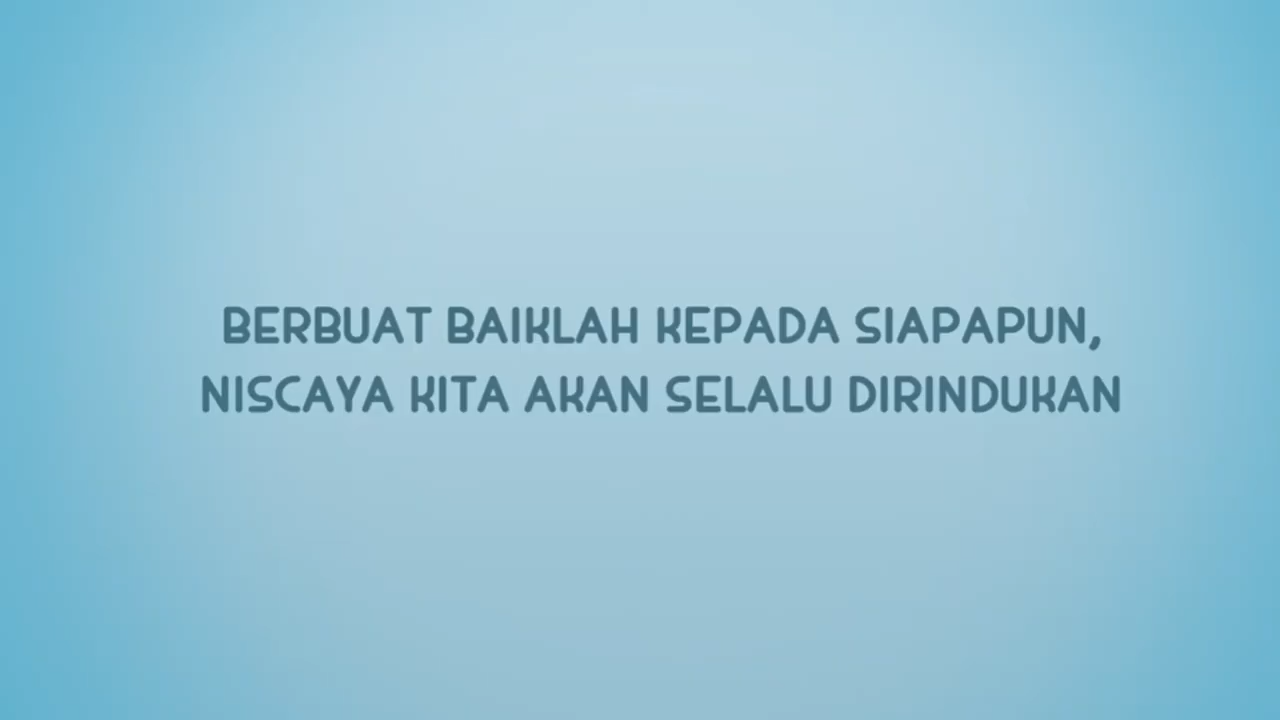 BERBUAT BAIKLAH KEPADA SIAPAPUN,
NISCAYA KITA AKAN SELALU DIRINDUKAN